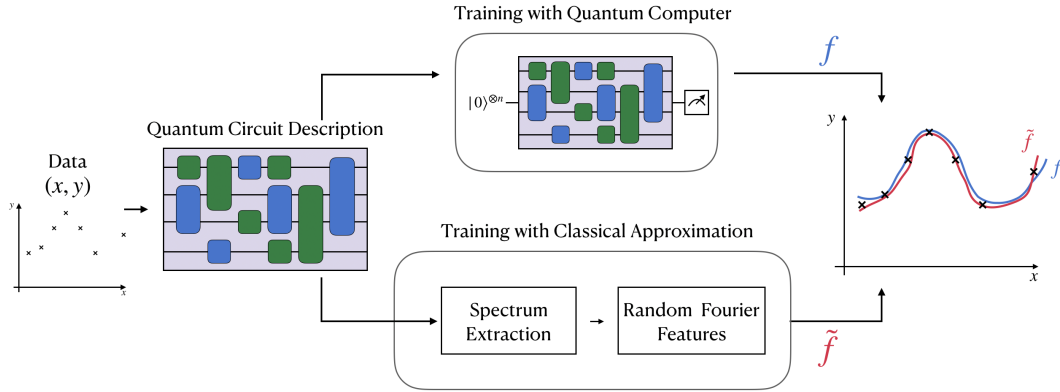 Training with Quantum Computer
f
|0⟩⊗n
y
f̃
f
x
Quantum Circuit Description
Data
(x, y)
y
x
Training with Classical Approximation
Spectrum
Extraction
Random Fourier
Features
f̃